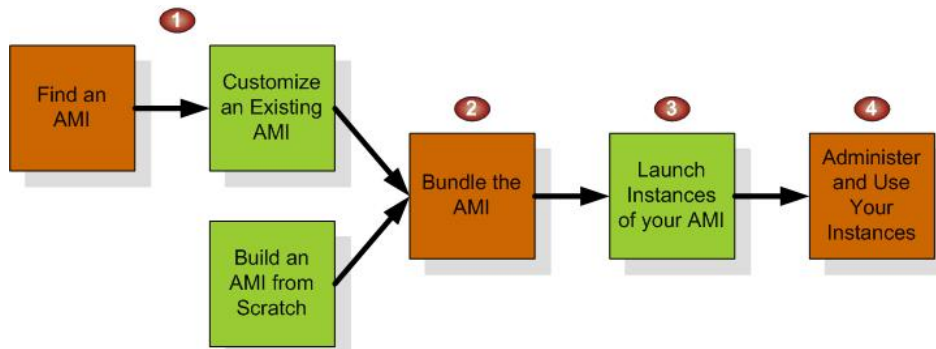 1
Find an
AMI
Customize
an Existing
AMI
Build an
AMI from
Scratch
2
Bundle the
AMI
3
Launch
Instances
of your AMI
4
Administer
and Use
Your
Instances